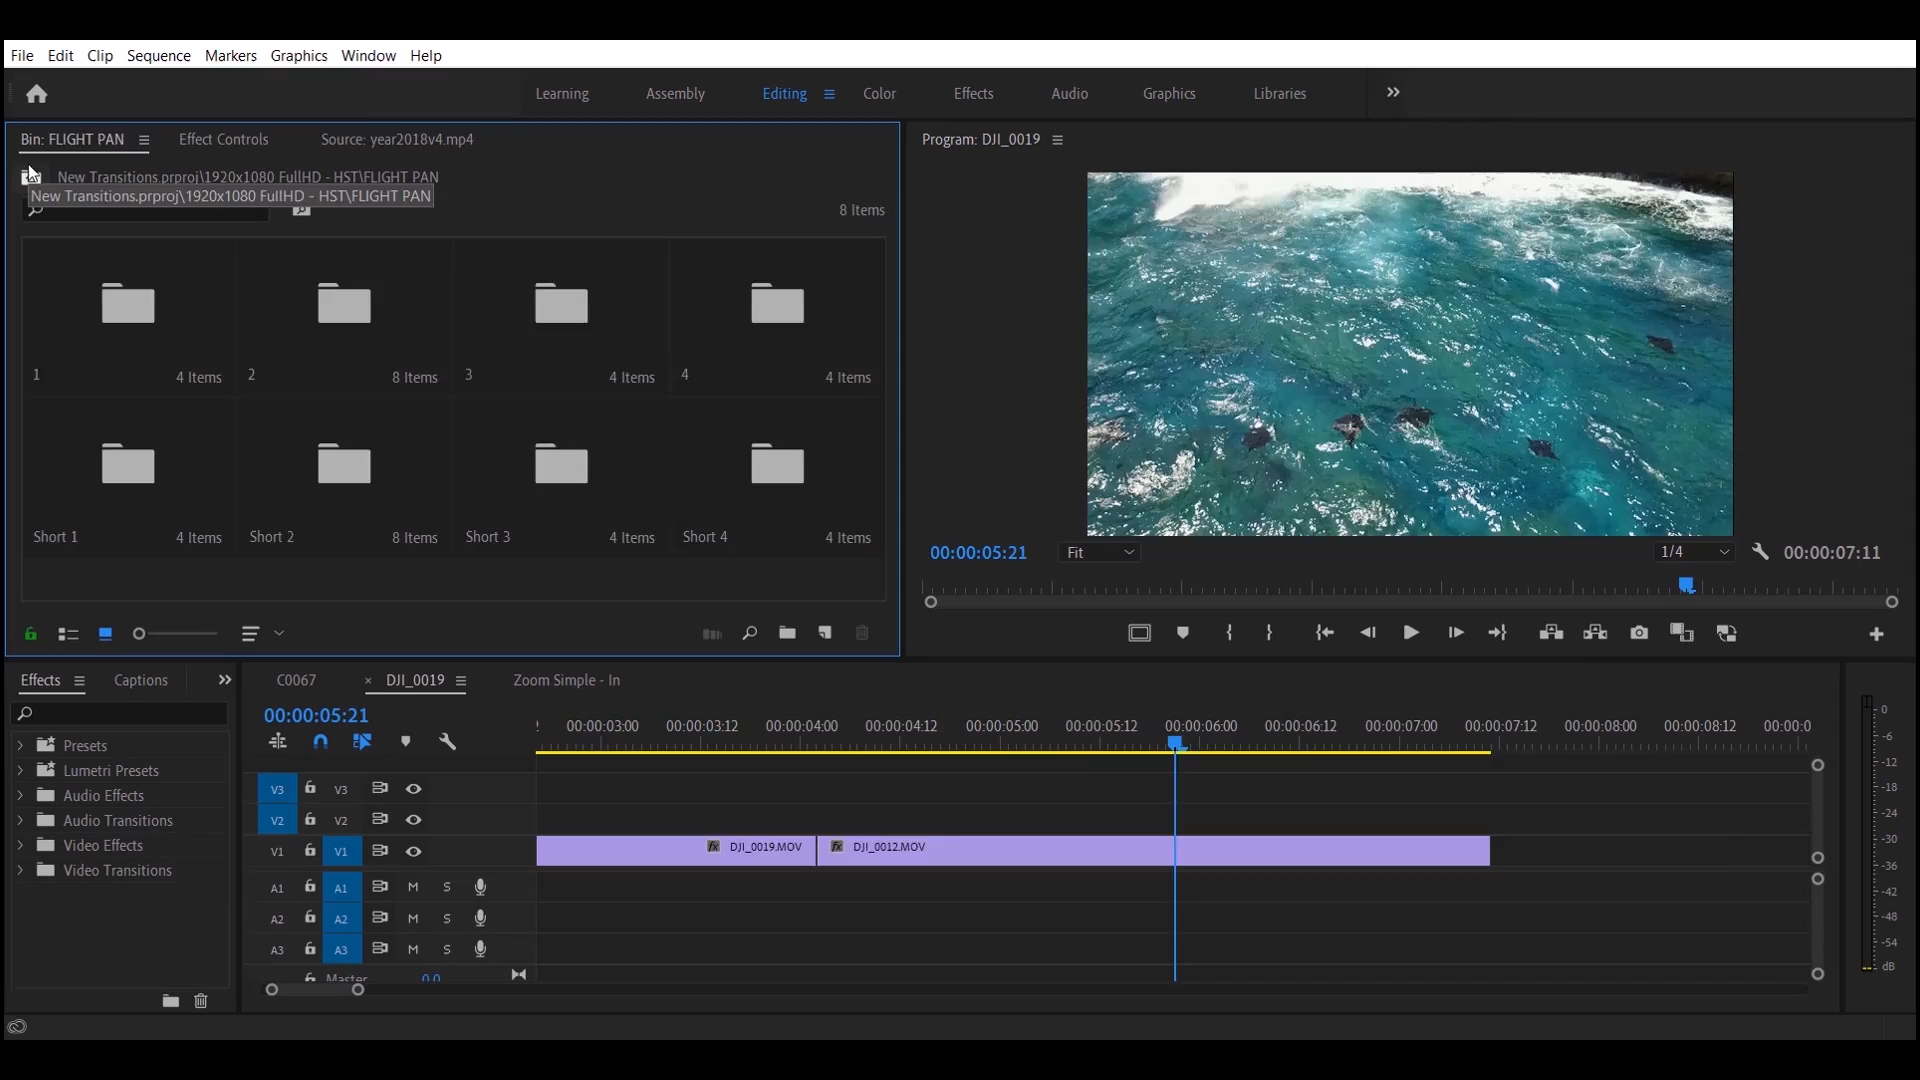 File Edit Clip Sequence Markers Graphics Window Help
Learning Assembly Editing Color Effects Audio Graphics Libraries
Bin: FLIGHT PAN Effect Controls Source: year2018v4.mp4
New Transitions.prproj\1920x1080 FullHD - HST\FLIGHT PAN
New Transitions.prproj\1920x1080 FullHD - HST\FLIGHT PAN
8 Items
1 4 Items 2 8 Items 3 4 Items 4 4 Items
Short 1 4 Items Short 2 8 Items Short 3 4 Items Short 4 4 Items
Program: DJI_0019
00:00:05:21 Fit 1/4 00:00:07:11
Effects Captions
Presets
Lumetri Presets
Audio Effects
Audio Transitions
Video Effects
Video Transitions
C0067 × DJI_0019 Zoom Simple - In
00:00:05:21
00:00:03:00 00:00:03:12 00:00:04:00 00:00:04:12 00:00:05:00 00:00:05:12 00:00:06:00 00:00:06:12 00:00:07:00 00:00:07:12 00:00:08:00 00:00:08:12 00:00:0
V3 V3
V2 V2
V1 V1 fx DJI_0019.MOV fx DJI_0012.MOV
A1 A1 M S
A2 A2 M S
A3 A3 M S
Master 0.0
0
-6
-12
-18
-24
-30
-36
-42
-48
-54
dB